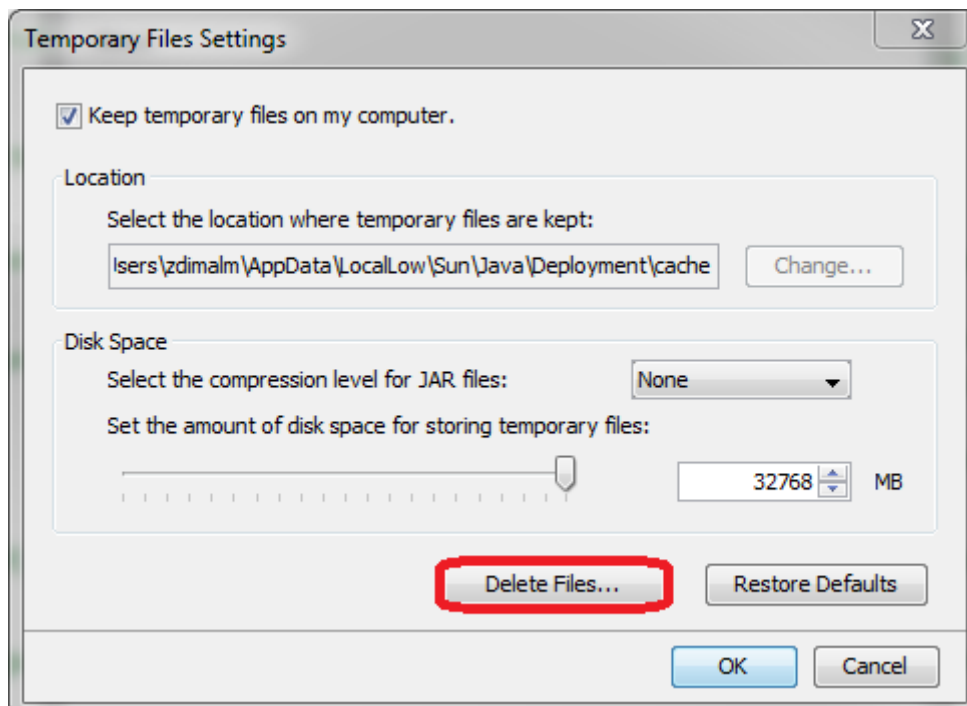 Temporary Files Settings
Keep temporary files on my computer.
Location
Select the location where temporary files are kept:
sers\zdimalm\AppData\LocalLow\Sun\Java\Deployment\cache
Change...
Disk Space
Select the compression level for JAR files:
None
Set the amount of disk space for storing temporary files:
32768
MB
Delete Files...
Restore Defaults
OK
Cancel